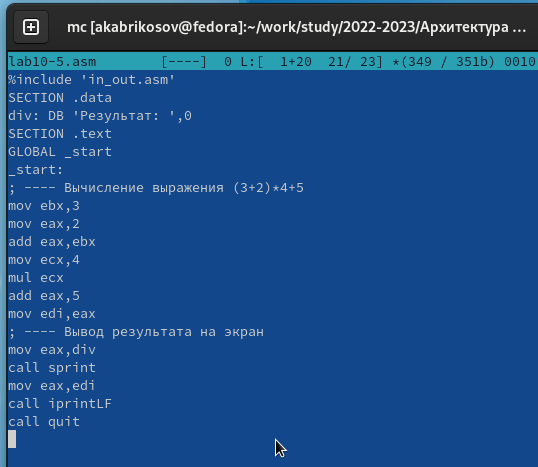 mc [akabrikosov@fedora]:~/work/study/2022-2023/Архитектура ...
lab10-5.asm [----] 0 L:[ 1+20 21/ 23] *(349 / 351b) 0010
%include 'in_out.asm'
SECTION .data
div: DB 'Результат: ',0
SECTION .text
GLOBAL _start
_start:
; ---- Вычисление выражения (3+2)*4+5
mov ebx,3
mov eax,2
add eax,ebx
mov ecx,4
mul ecx
add eax,5
mov edi,eax
; ---- Вывод результата на экран
mov eax,div
call sprint
mov eax,edi
call iprintLF
call quit